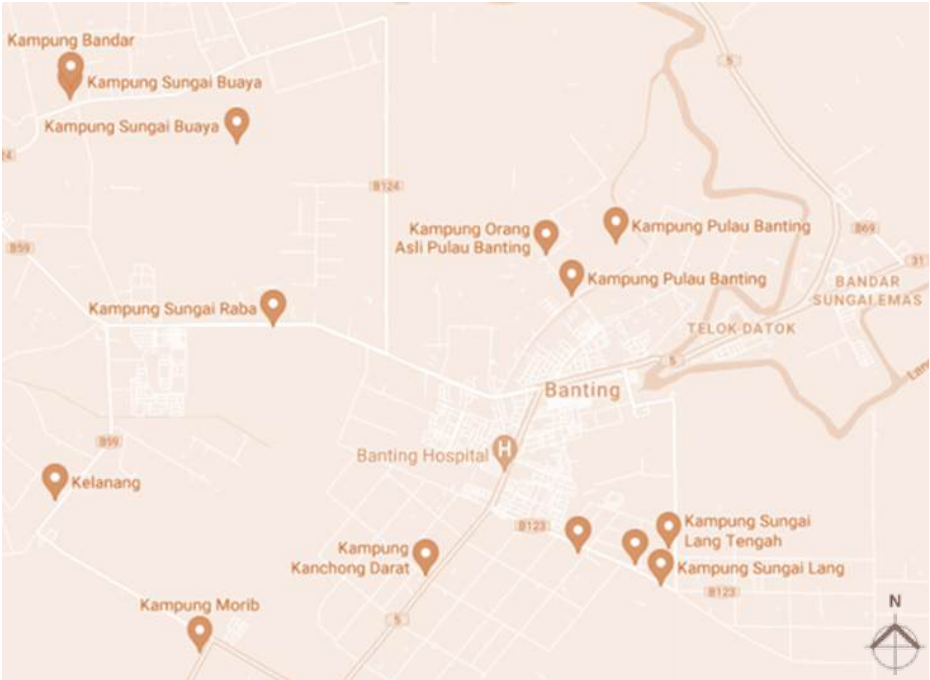 Kampung Bandar
Kampung Sungai Buaya
Kampung Sungai Buaya
5
24
B124
B59
Kampung Orang
Asli Pulau Banting
Kampung Pulau Banting
B69
31
Kampung Pulau Banting
BANDAR
SUNGAI EMAS
Kampung Sungai Raba
TELOK DATOK
5
Banting
B59
Banting Hospital
H
Kelanang
B123
Kampung Sungai
Lang Tengah
Kampung
Kanchong Darat
Kampung Sungai Lang
B123
Kampung Morib
5
N